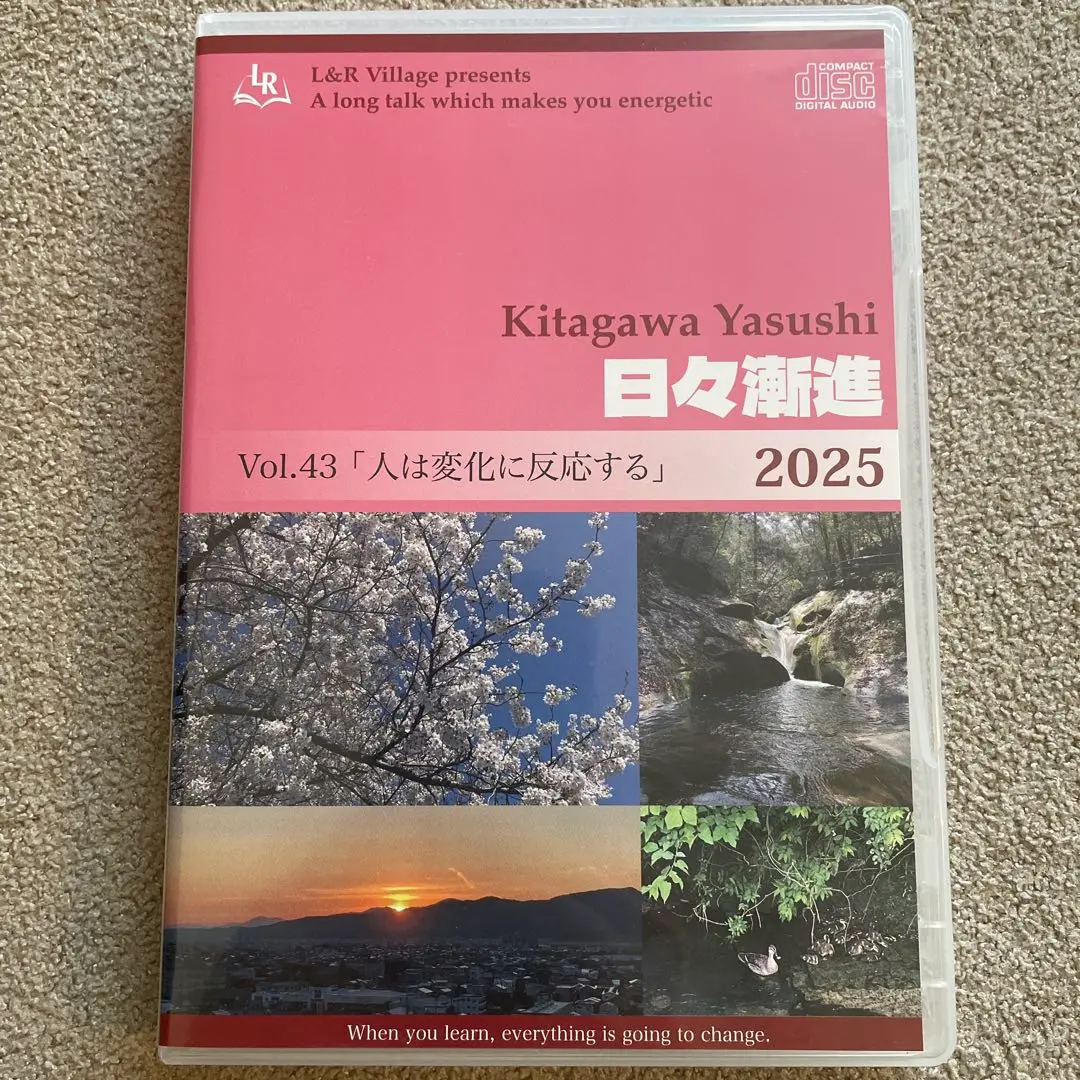 LR
L&R Village presents
A long talk which makes you energetic
COMPACT
disc
DIGITAL AUDIO
Kitagawa Yasushi
日々漸進
Vol.43「人は変化に反応する」
2025
When you learn, everything is going to change.